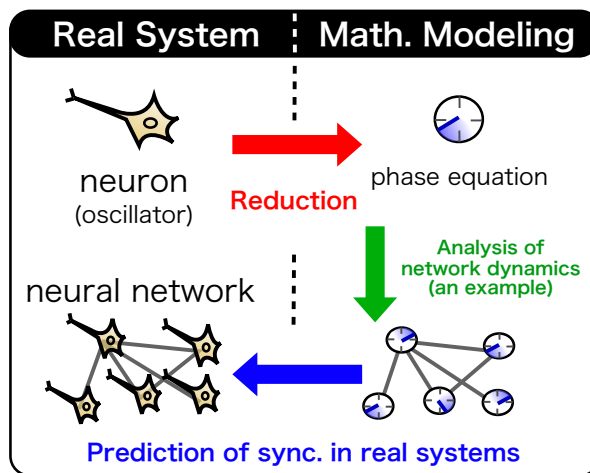 Real System
Math. Modeling
neuron
(oscillator)
Reduction
phase equation
Analysis of
network dynamics
(an example)
neural network
Prediction of sync. in real systems